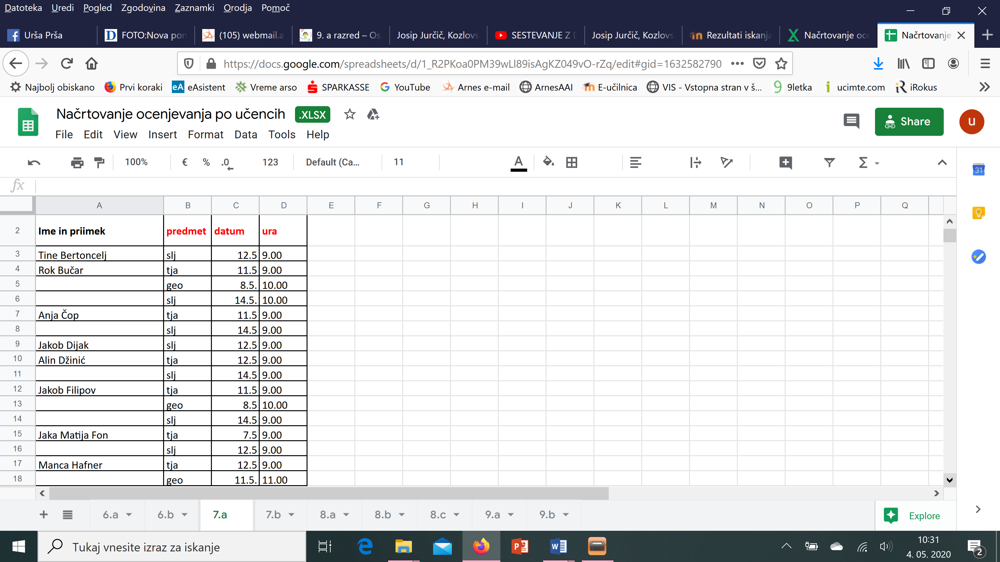 Datoteka Uredi Pogled Zgodovina Zaznamki Orodja Pomoč
Urša Prša FOTO:Nova pon (105) webmail.a 9. a razred – Os Josip Jurčič, Kozlovs SESTEVANJE Z Josip Jurčič, Kozlovs Rezultati iskanja Načrtovanje oce Načrtovanje
https://docs.google.com/spreadsheets/d/1_R2PKoa0PM39wLl89isAgKZ049vO-rZq/edit#gid=1632582790
Najbolj obiskano Prvi koraki eA eAsistent Vreme arso SPARKASSE YouTube Arnes e-mail ArnesAAI E-učilnica VIS - Vstopna stran v š... 9letka ucimte.com iRokus
Načrtovanje ocenjevanja po učencih .XLSX
Share u
File Edit View Insert Format Data Tools Help
100% € % .0 123 Default (Ca... 11 A Σ
31
fx
A B C D E F G H I J K L M N O P Q
2 Ime in priimek predmet datum ura
3 Tine Bertoncelj slj 12.5 9.00
4 Rok Bučar tja 11.5 9.00
5 geo 8.5. 10.00
6 slj 14.5. 10.00
7 Anja Čop tja 11.5 9.00
8 slj 14.5 9.00
9 Jakob Dijak slj 12.5 9.00
10 Alin Džinić tja 12.5 9.00
11 slj 14.5 9.00
12 Jakob Filipov tja 11.5 9.00
13 geo 8.5 10.00
14 slj 14.5 9.00
15 Jaka Matija Fon tja 7.5 9.00
16 slj 12.5 9.00
17 Manca Hafner tja 12.5 9.00
18 geo 11.5. 11.00
6.a 6.b 7.a 7.b 8.a 8.b 8.c 9.a 9.b Explore
Tukaj vnesite izraz za iskanje
10:31
4. 05. 2020
2